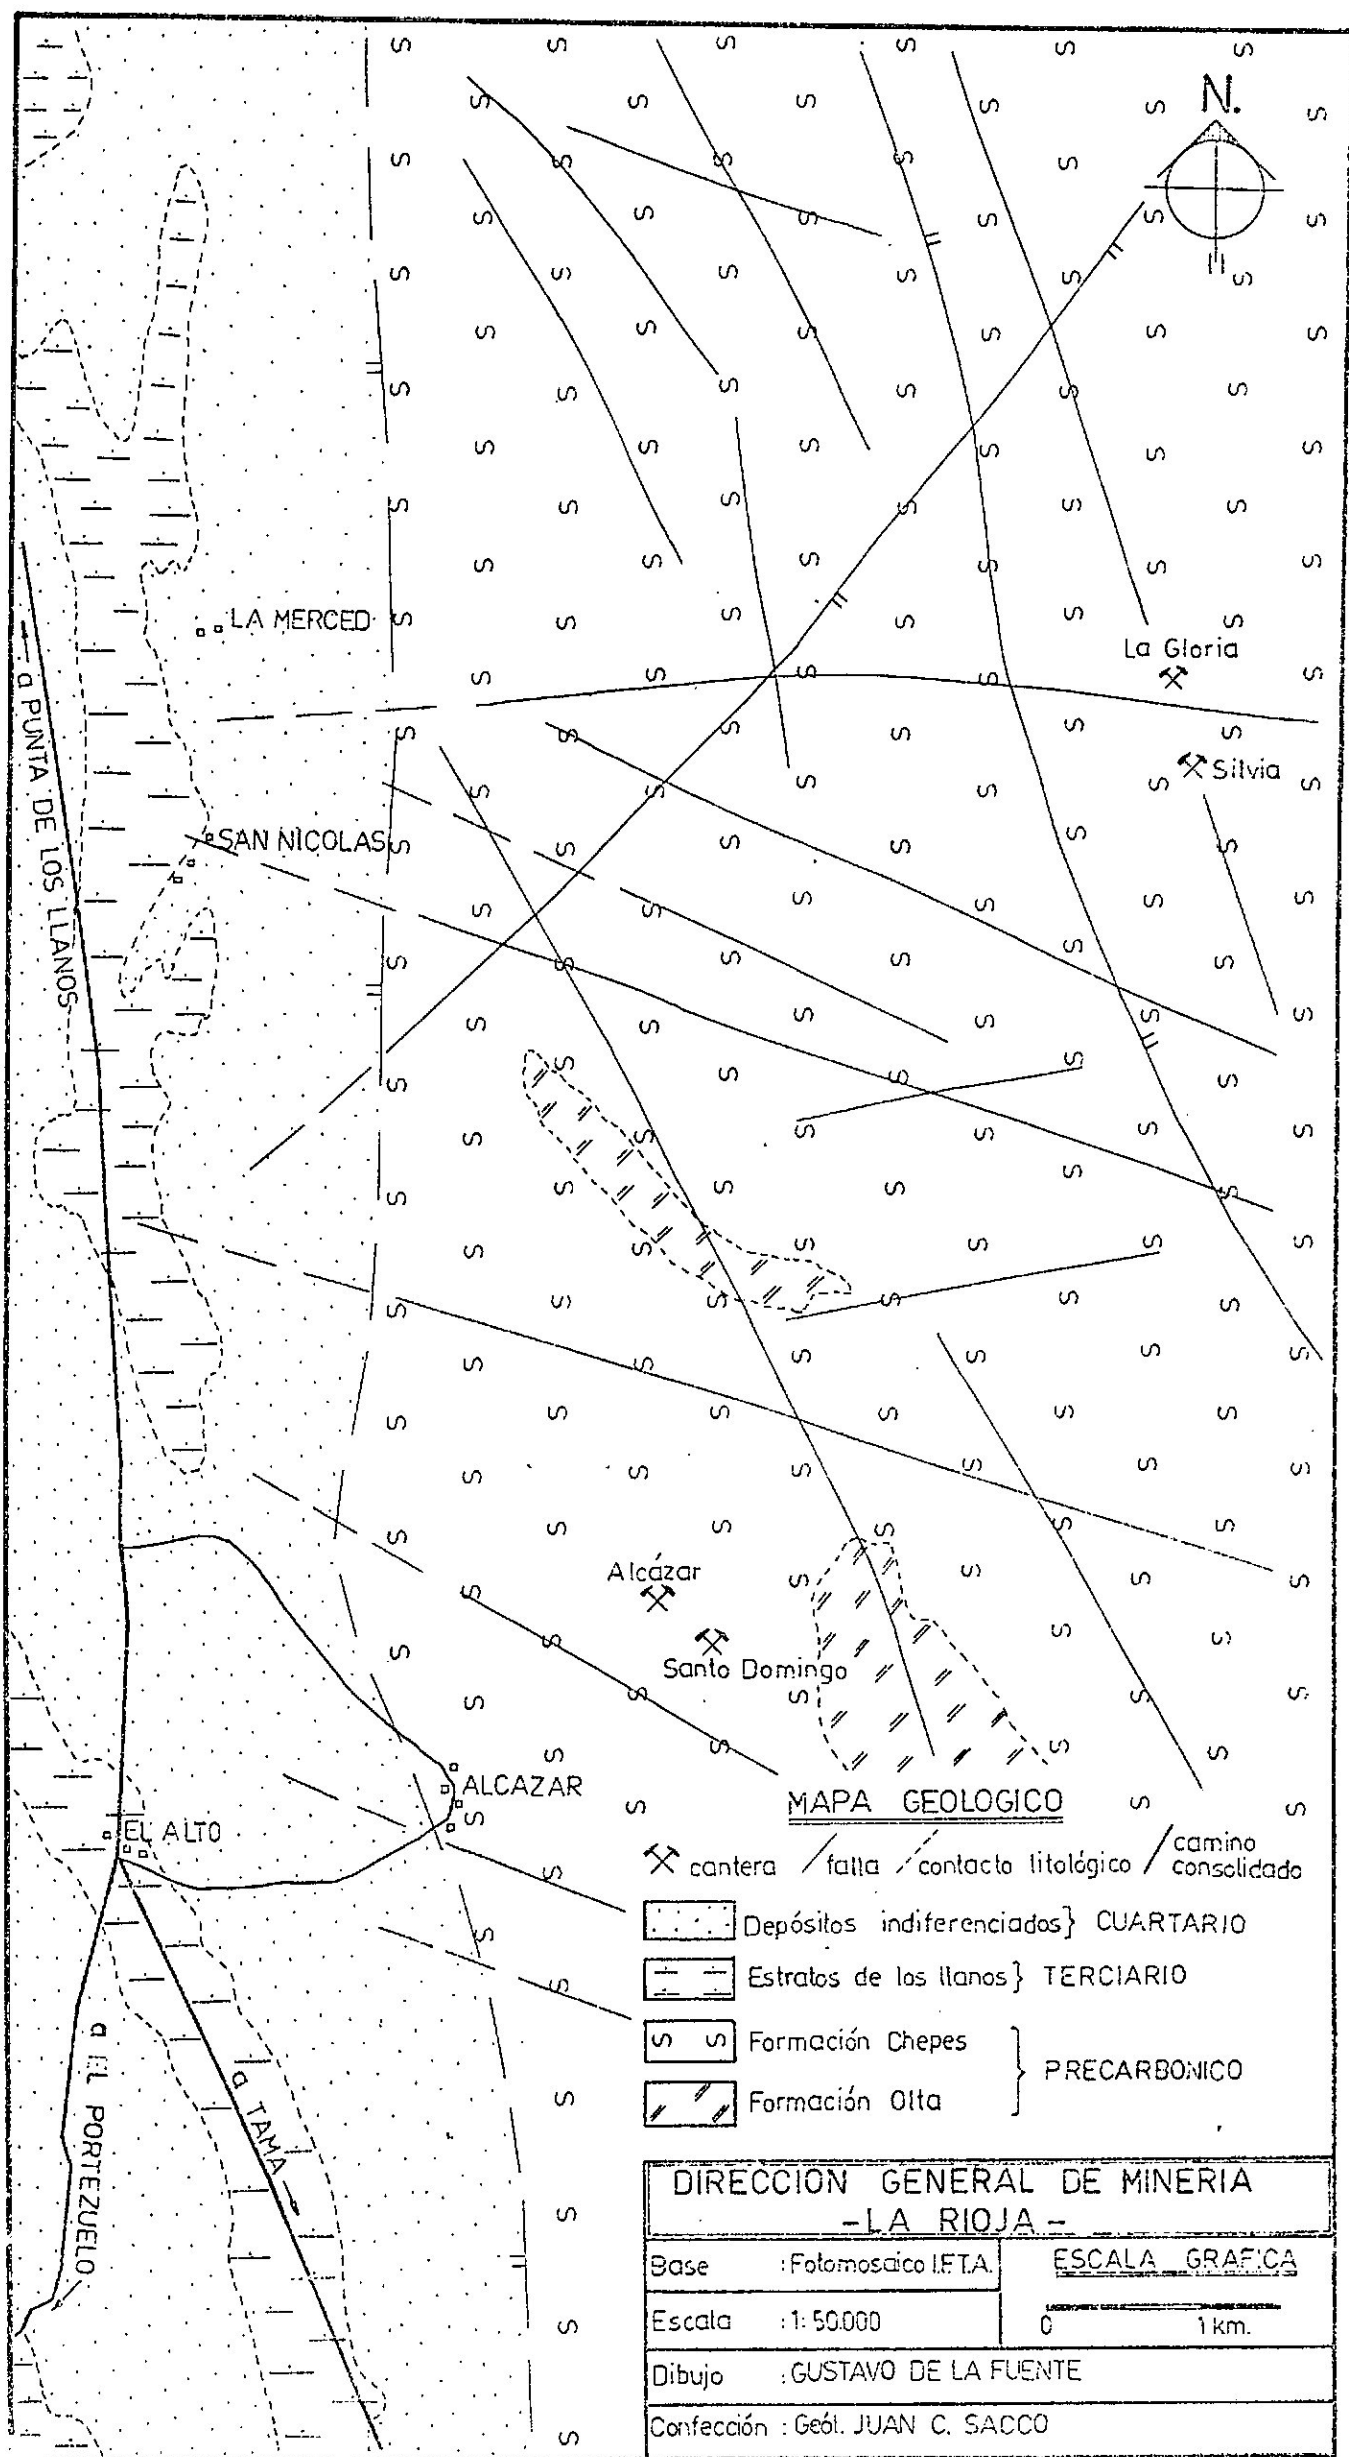 N.
LA MERCED
La Gloria
Silvia
a PUNTA DE LOS LLANOS
SAN NICOLAS
Alcázar
Santo Domingo
ALCAZAR
EL ALTO
a EL PORTEZUELO
a TAMA
MAPA GEOLOGICO
cantera falla contacto litológico camino consolidado
Depósitos indiferenciados} CUARTARIO
Estratos de los llanos} TERCIARIO
S S Formación Chepes
} PRECARBONICO
Formación Olta
DIRECCION GENERAL DE MINERIA
-LA RIOJA-
Base :Fotomosaico I.F.T.A.
ESCALA GRAFICA
Escala :1:50.000
0 1 km.
Dibujo :GUSTAVO DE LA FUENTE
Confección : Geól. JUAN C. SACCO